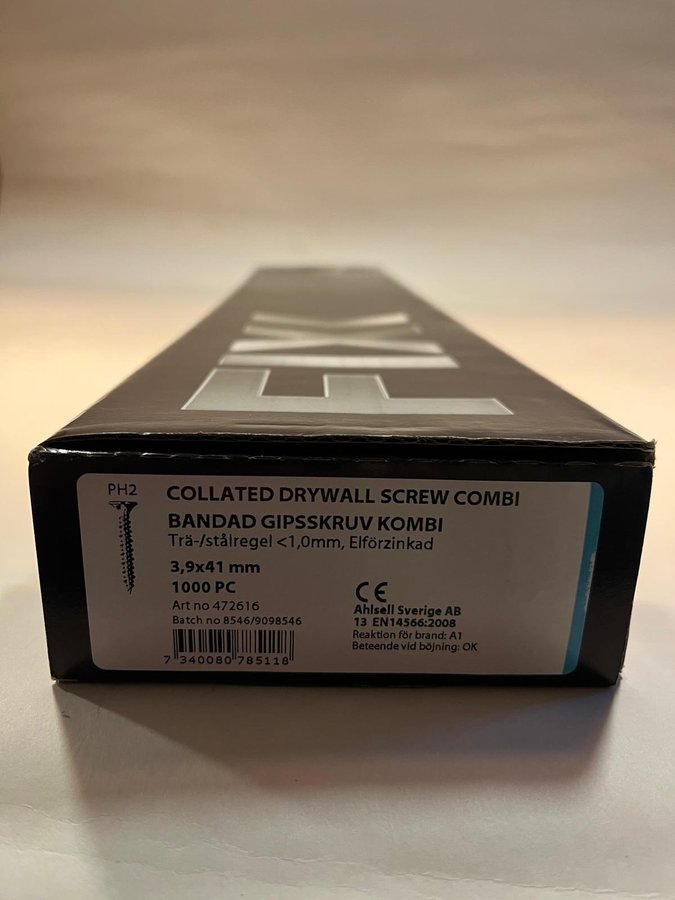 FIXX
PH2
COLLATED DRYWALL SCREW COMBI
BANDAD GIPSSKRUV KOMBI
Trä-/stålregel <1,0mm, Elförzinkad
3,9x41 mm
1000 PC
Art no 472616
Batch no 8546/9098546
7 340080 785118
CE
Ahlsell Sverige AB
13 EN14566:2008
Reaktion för brand: A1
Beteende vid böjning: OK